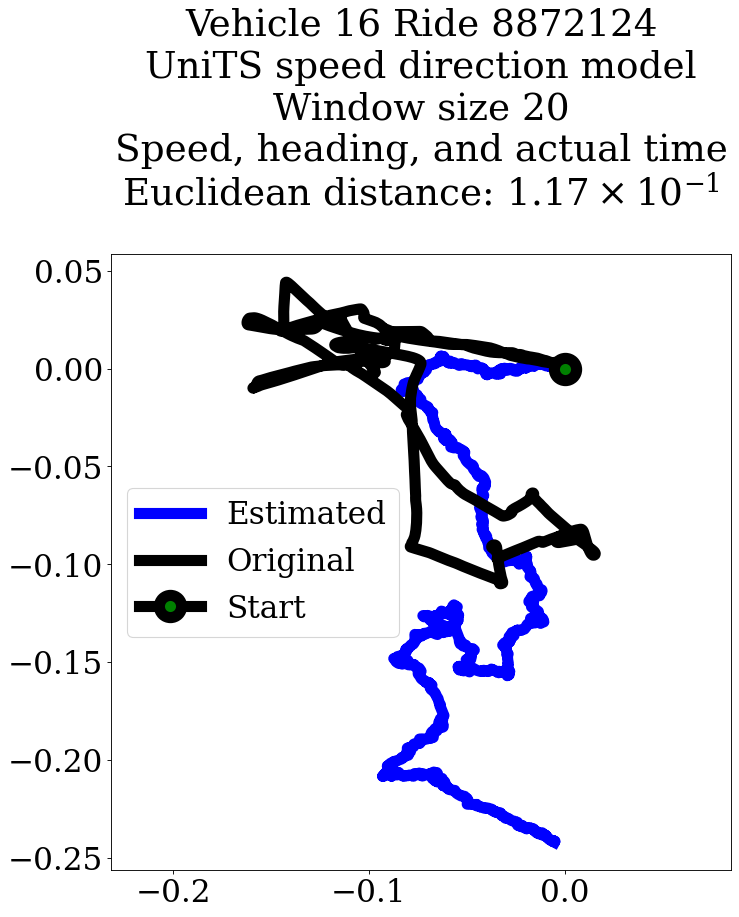 Vehicle 16 Ride 8872124
UniTS speed direction model
Window size 20
Speed, heading, and actual time
Euclidean distance: 1.17 × 10⁻¹
0.05
0.00
−0.05
−0.10
−0.15
−0.20
−0.25
Estimated
Original
Start
−0.2
−0.1
0.0